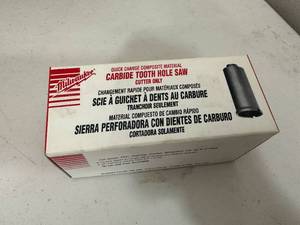 Milwaukee
QUICK CHANGE COMPOSITE MATERIAL
CARBIDE TOOTH HOLE SAW
CUTTER ONLY
CHANGEMENT RAPIDE POUR MATÉRIAUX COMPOSÉS
SCIE À GUICHET À DENTS AU CARBURE
TRANCHOIR SEULEMENT
MATERIAL COMPUESTO DE CAMBIO RÁPIDO
SIERRA PERFORADORA CON DIENTES DE CARBURO
CORTADORA SOLAMENTE